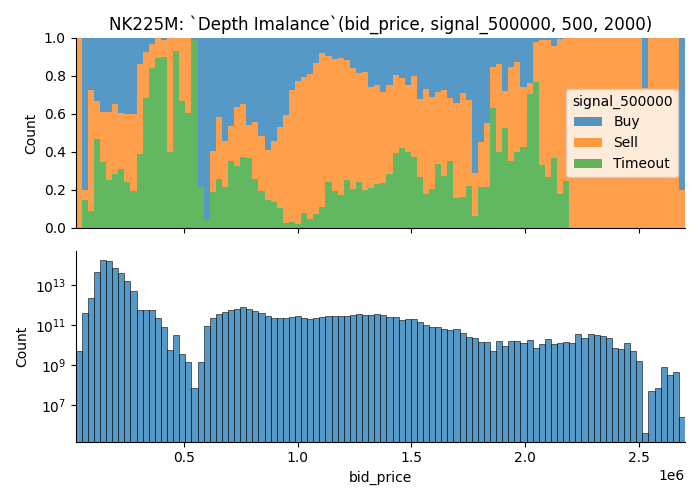 NK225M: `Depth Imalance`(bid_price, signal_500000, 500, 2000)
1.0
0.8
0.6
0.4
0.2
0.0
Count
signal_500000
Buy
Sell
Timeout
10^13
10^11
10^9
10^7
Count
0.5
1.0
1.5
2.0
2.5
1e6
bid_price